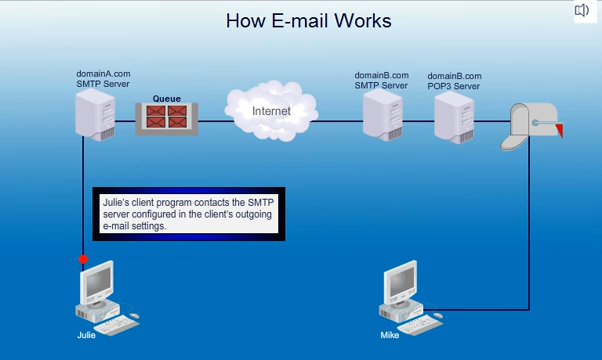 How E-mail Works
domainA.com
SMTP Server
Queue
Internet
domainB.com
SMTP Server
domainB.com
POP3 Server
Julie's client program contacts the SMTP
server configured in the client's outgoing
e-mail settings.
Julie
Mike